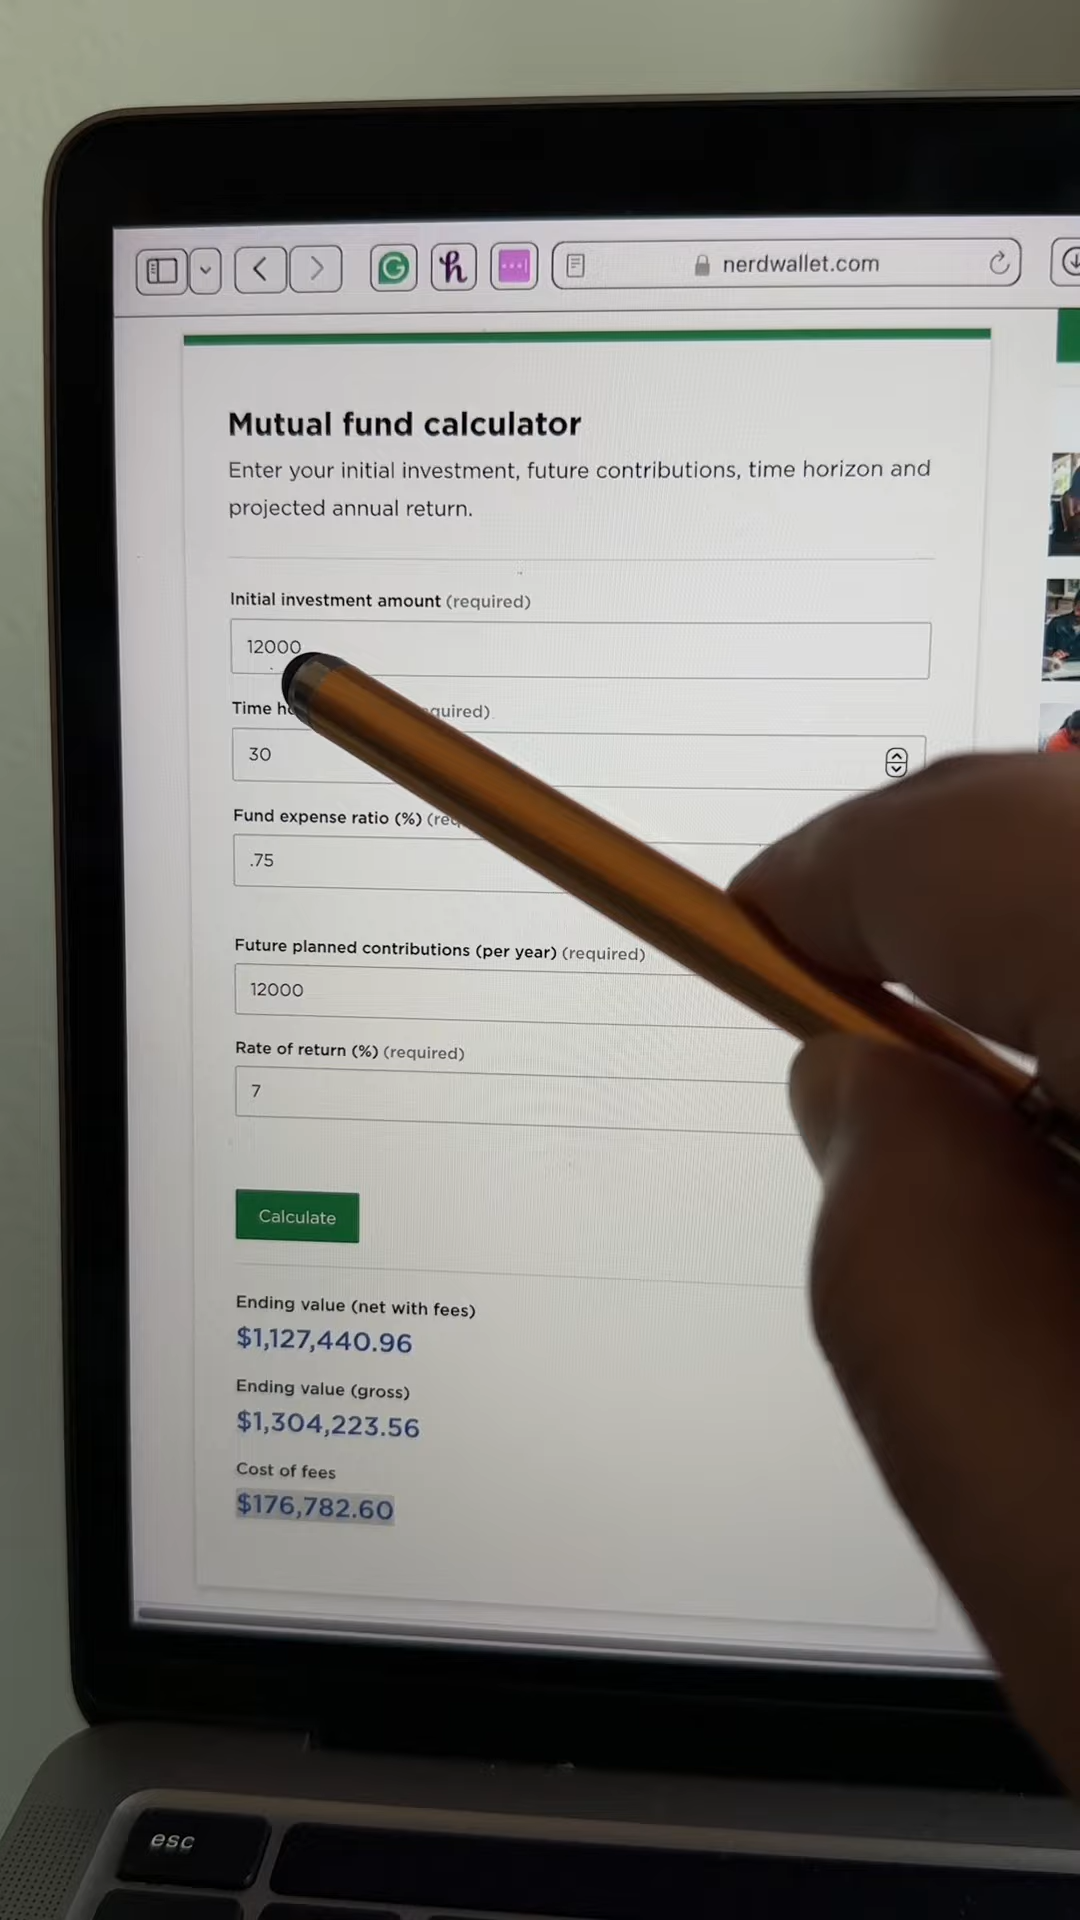 nerdwallet.com
Mutual fund calculator
Enter your initial investment, future contributions, time horizon and
projected annual return.
Initial investment amount (required)
12000
Time
30
Fund expense ratio (%)
.75
Future planned contributions (per year) (required)
12000
Rate of return (%) (required)
7
Calculate
Ending value (net with fees)
$1,127,440.96
Ending value (gross)
$1,304,223.56
Cost of fees
$176,782.60
esc